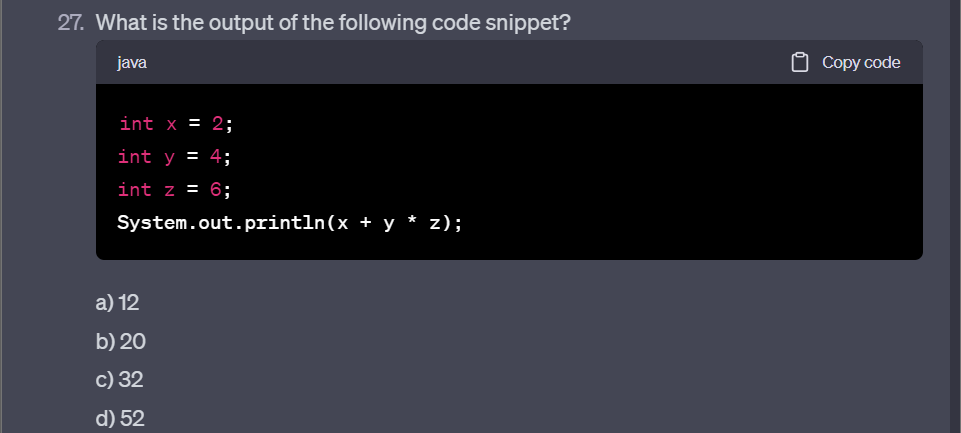 27. What is the output of the following code snippet?
java Copy code
int x = 2;
int y = 4;
int z = 6;
System.out.println(x + y * z);
a) 12
b) 20
c) 32
d) 52